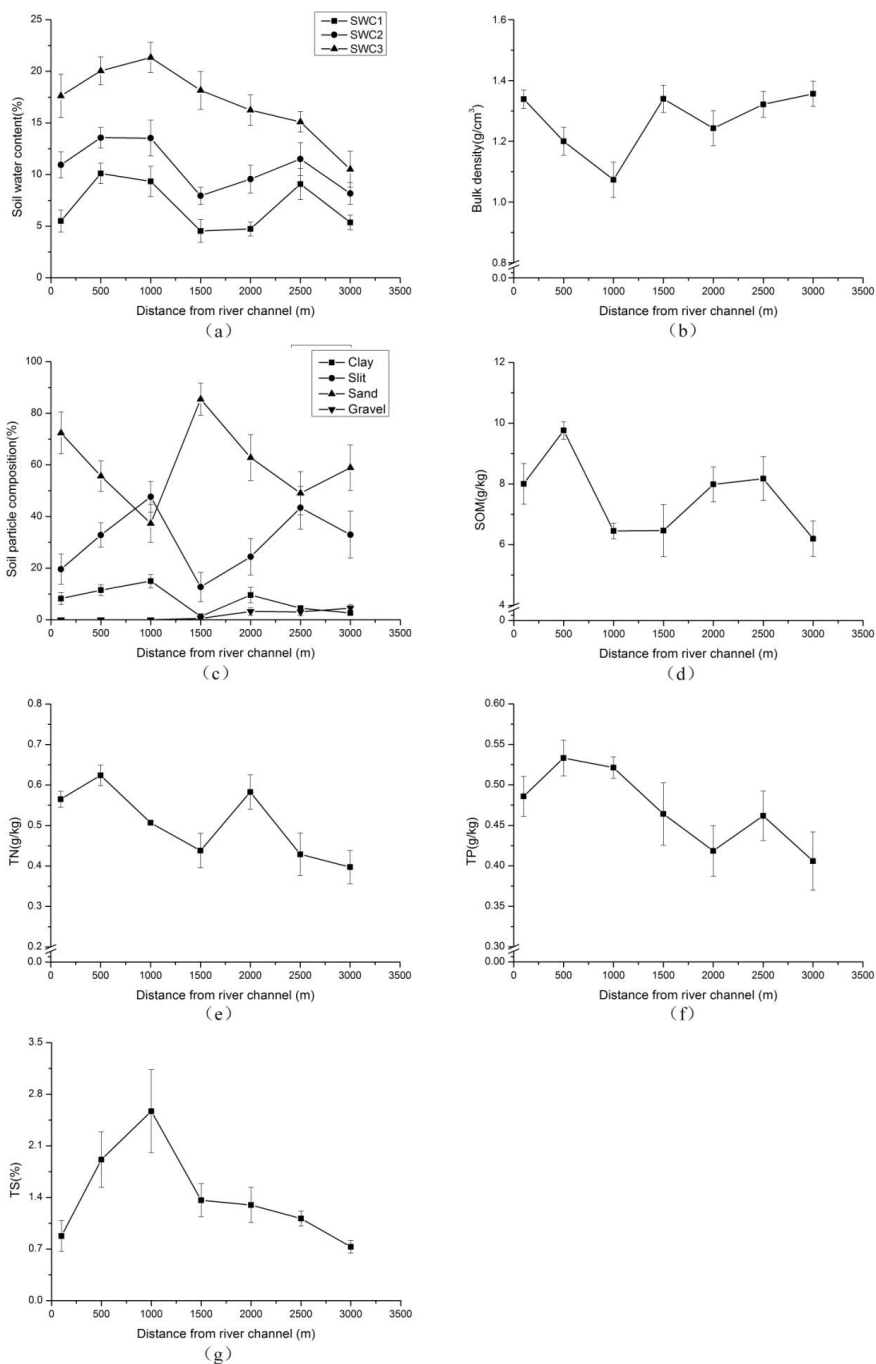 SWC1
SWC2
SWC3
25
20
15
10
5
0
Soil water content(%)
0 500 1000 1500 2000 2500 3000 3500
Distance from river channel (m)
(a)
1.6
1.4
1.2
1.0
0.8
0.0
Bulk density(g/cm³)
0 500 1000 1500 2000 2500 3000 3500
Distance from river channel (m)
(b)
Clay
Slit
Sand
Gravel
100
80
60
40
20
0
Soil particle composition(%)
0 500 1000 1500 2000 2500 3000 3500
Distance from river channel (m)
(c)
12
10
8
6
4
0
SOM(g/kg)
0 500 1000 1500 2000 2500 3000 3500
Distance from river channel (m)
(d)
0.8
0.7
0.6
0.5
0.4
0.3
0.2
0.0
TN(g/kg)
0 500 1000 1500 2000 2500 3000 3500
Distance from river channel (m)
(e)
0.60
0.55
0.50
0.45
0.40
0.35
0.30
0.00
TP(g/kg)
0 500 1000 1500 2000 2500 3000 3500
Distance from river channel (m)
(f)
3.5
2.8
2.1
1.4
0.7
0.0
TS(%)
0 500 1000 1500 2000 2500 3000 3500
Distance from river channel (m)
(g)